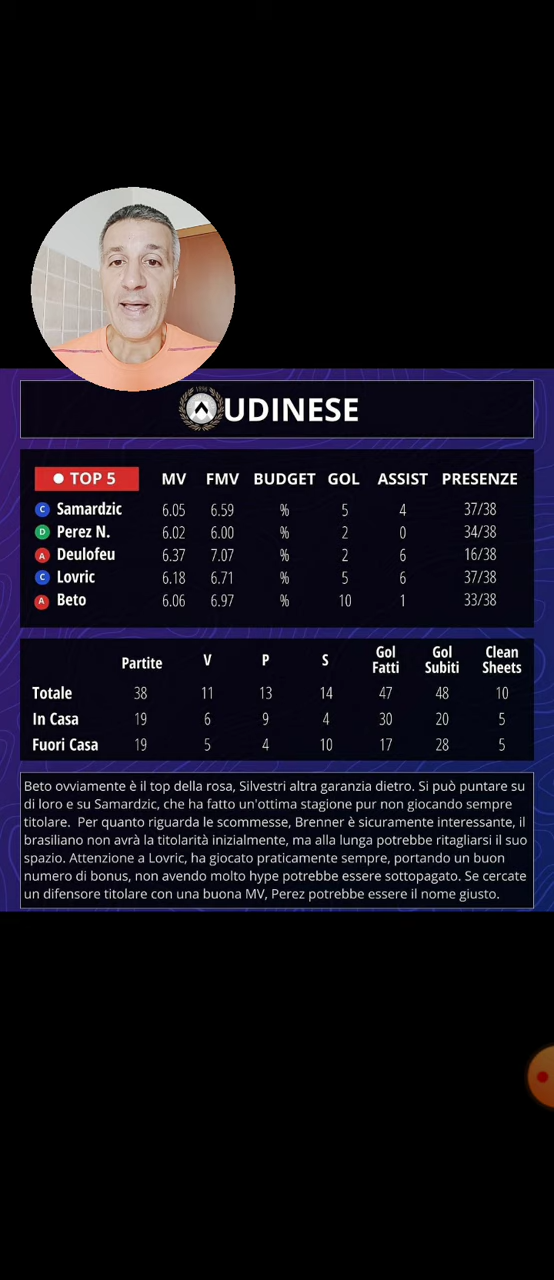 1896
UDINESE
TOP 5 MV FMV BUDGET GOL ASSIST PRESENZE
C Samardzic 6.05 6.59 % 5 4 37/38
D Perez N. 6.02 6.00 % 2 0 34/38
A Deulofeu 6.37 7.07 % 2 6 16/38
C Lovric 6.18 6.71 % 5 6 37/38
A Beto 6.06 6.97 % 10 1 33/38
Partite V P S Gol Fatti Gol Subiti Clean Sheets
Totale 38 11 13 14 47 48 10
In Casa 19 6 9 4 30 20 5
Fuori Casa 19 5 4 10 17 28 5
Beto ovviamente è il top della rosa, Silvestri altra garanzia dietro. Si può puntare su
di loro e su Samardzic, che ha fatto un'ottima stagione pur non giocando sempre
titolare. Per quanto riguarda le scommesse, Brenner è sicuramente interessante, il
brasiliano non avrà la titolarità inizialmente, ma alla lunga potrebbe ritagliarsi il suo
spazio. Attenzione a Lovric, ha giocato praticamente sempre, portando un buon
numero di bonus, non avendo molto hype potrebbe essere sottopagato. Se cercate
un difensore titolare con una buona MV, Perez potrebbe essere il nome giusto.